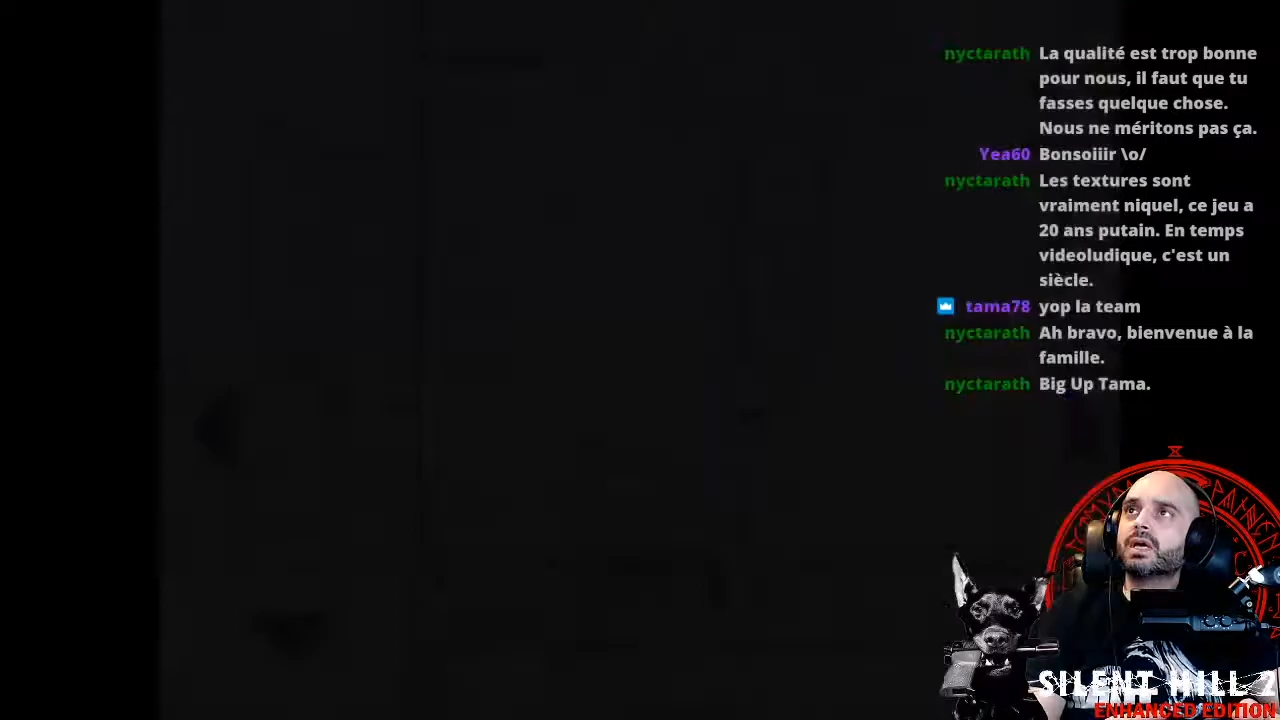 nyctarath La qualité est trop bonne
pour nous, il faut que tu
fasses quelque chose.
Nous ne méritons pas ça.
Yea60 Bonsoiiir \o/
nyctarath Les textures sont
vraiment niquel, ce jeu a
20 ans putain. En temps
videoludique, c'est un
siècle.
tama78 yop la team
nyctarath Ah bravo, bienvenue à la
famille.
nyctarath Big Up Tama.
SILENT HILL 2
ENHANCED EDITION